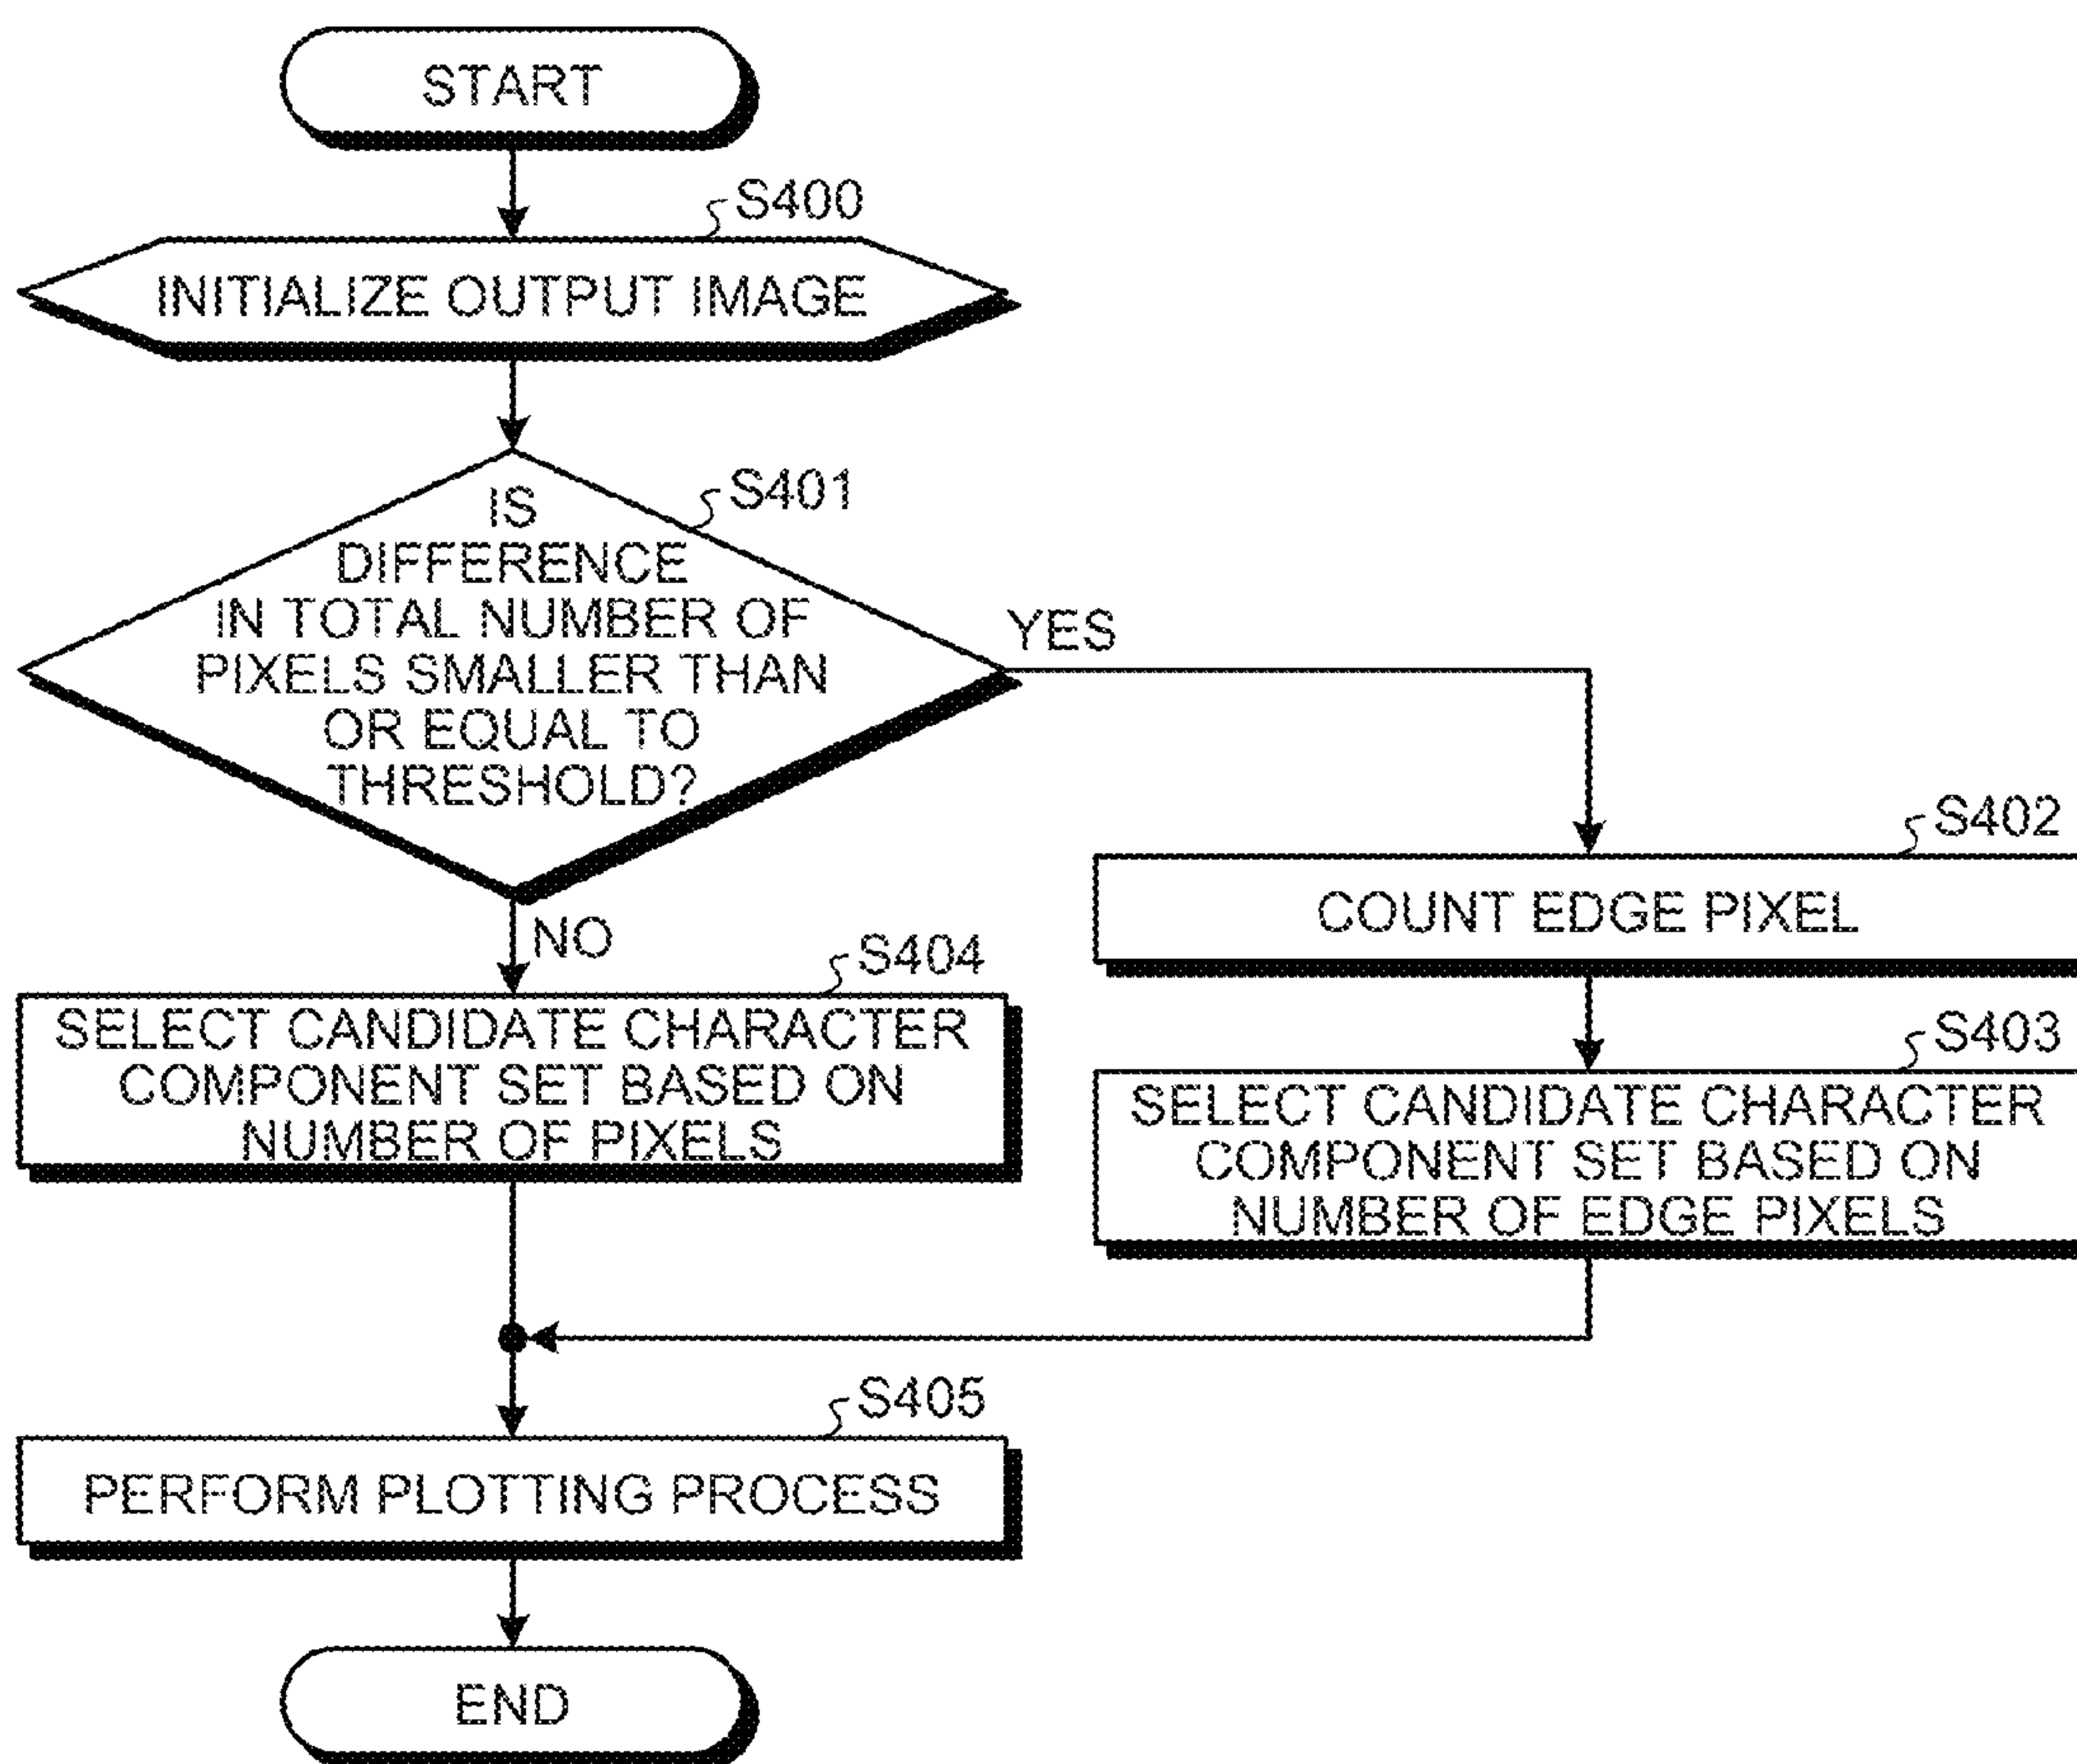 START
S400
INITIALIZE OUTPUT IMAGE
S401
IS
DIFFERENCE
IN TOTAL NUMBER OF
PIXELS SMALLER THAN
OR EQUAL TO
THRESHOLD?
YES
S402
COUNT EDGE PIXEL
S403
SELECT CANDIDATE CHARACTER
COMPONENT SET BASED ON
NUMBER OF EDGE PIXELS
NO
S404
SELECT CANDIDATE CHARACTER
COMPONENT SET BASED ON
NUMBER OF PIXELS
S405
PERFORM PLOTTING PROCESS
END